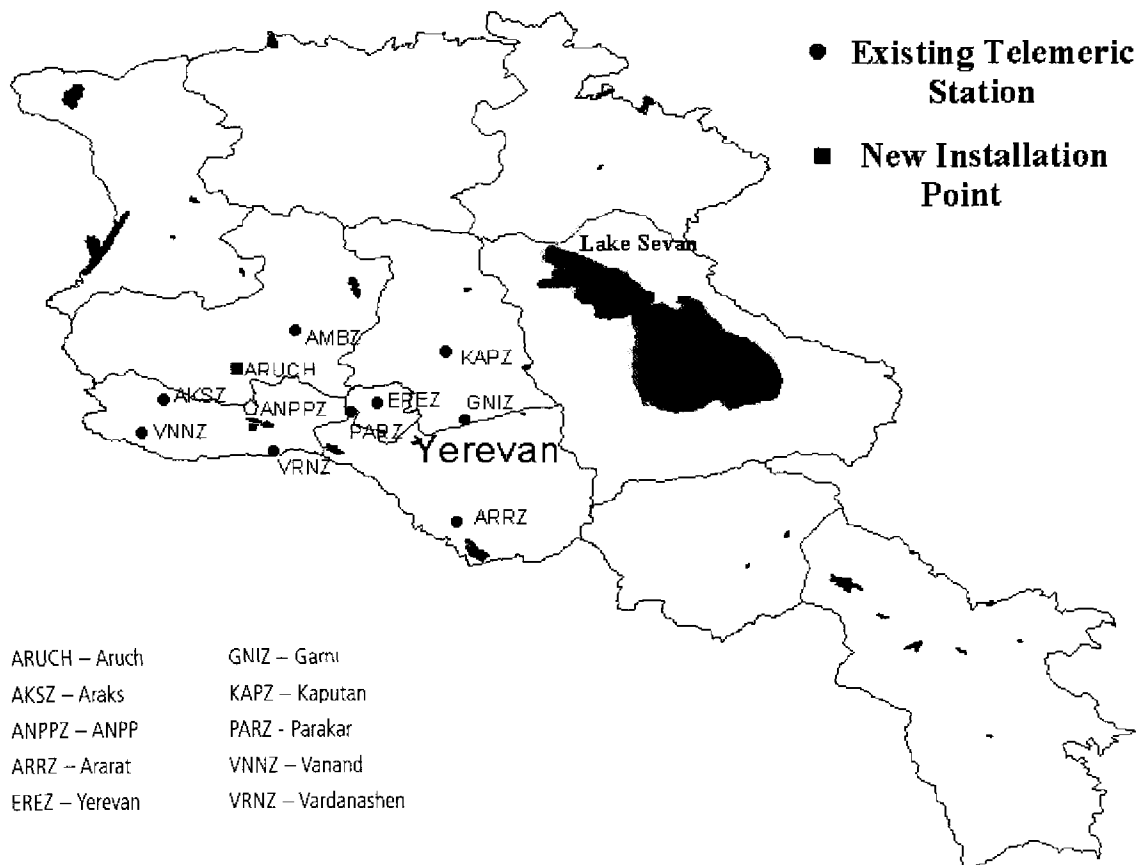 Existing Telemeric
Station
New Installation
Point
Lake Sevan
AMBZ
KAPZ
ARUCH
AKSZ
ANPPZ
EREZ
GNIZ
VNNZ
PARZ
Yerevan
VRNZ
ARRZ
ARUCH – Aruch
GNIZ – Garni
AKSZ – Araks
KAPZ – Kaputan
ANPPZ – ANPP
PARZ - Parakar
ARRZ – Ararat
VNNZ – Vanand
EREZ – Yerevan
VRNZ – Vardanashen